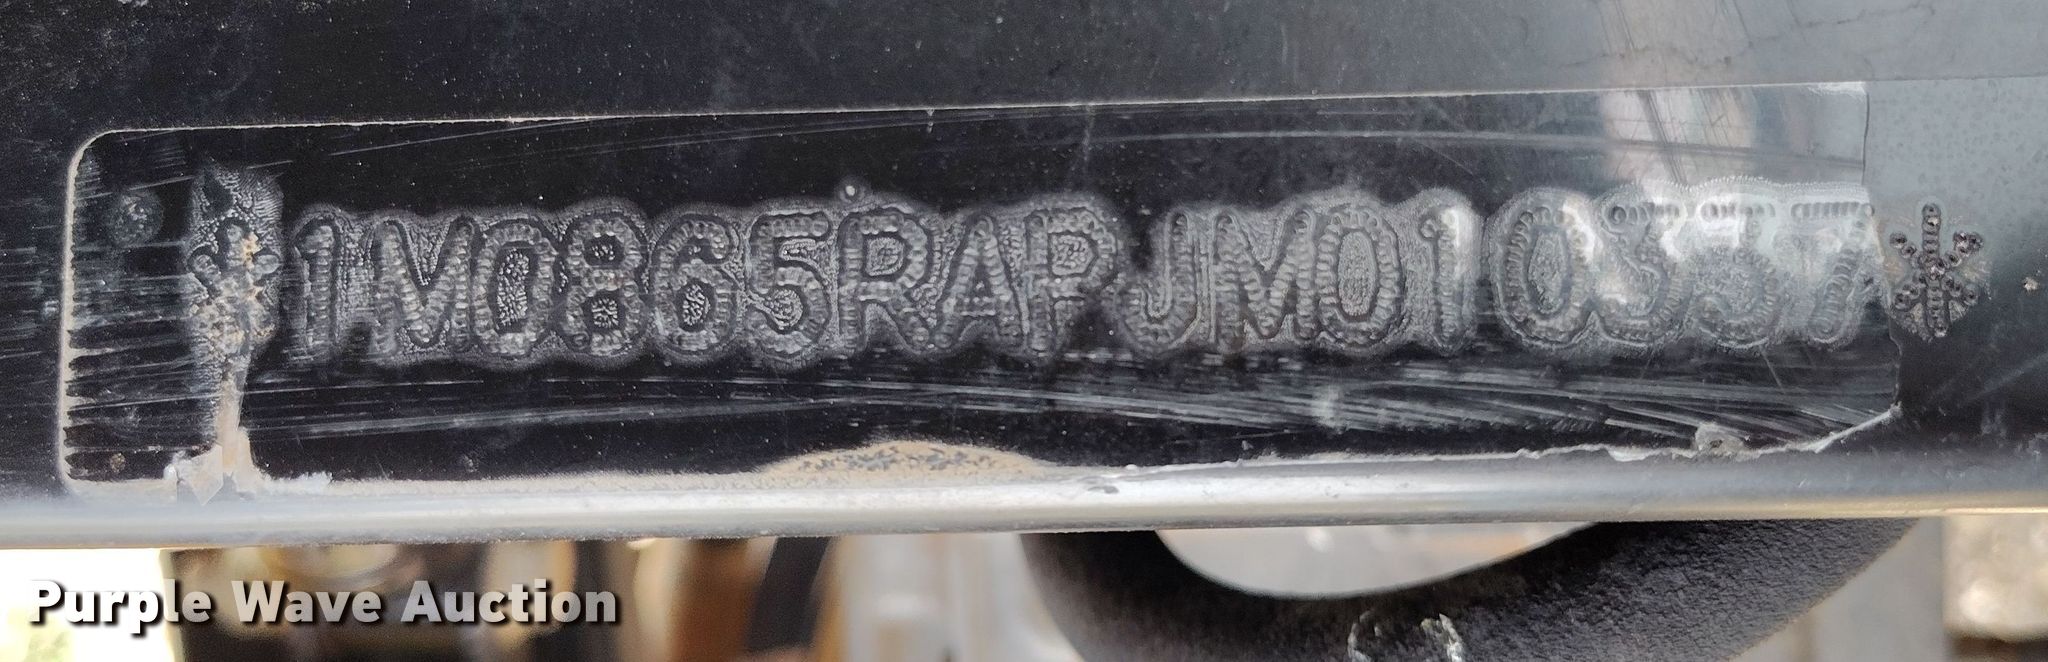 *1M0865RAPJM010357*
Purple Wave Auction